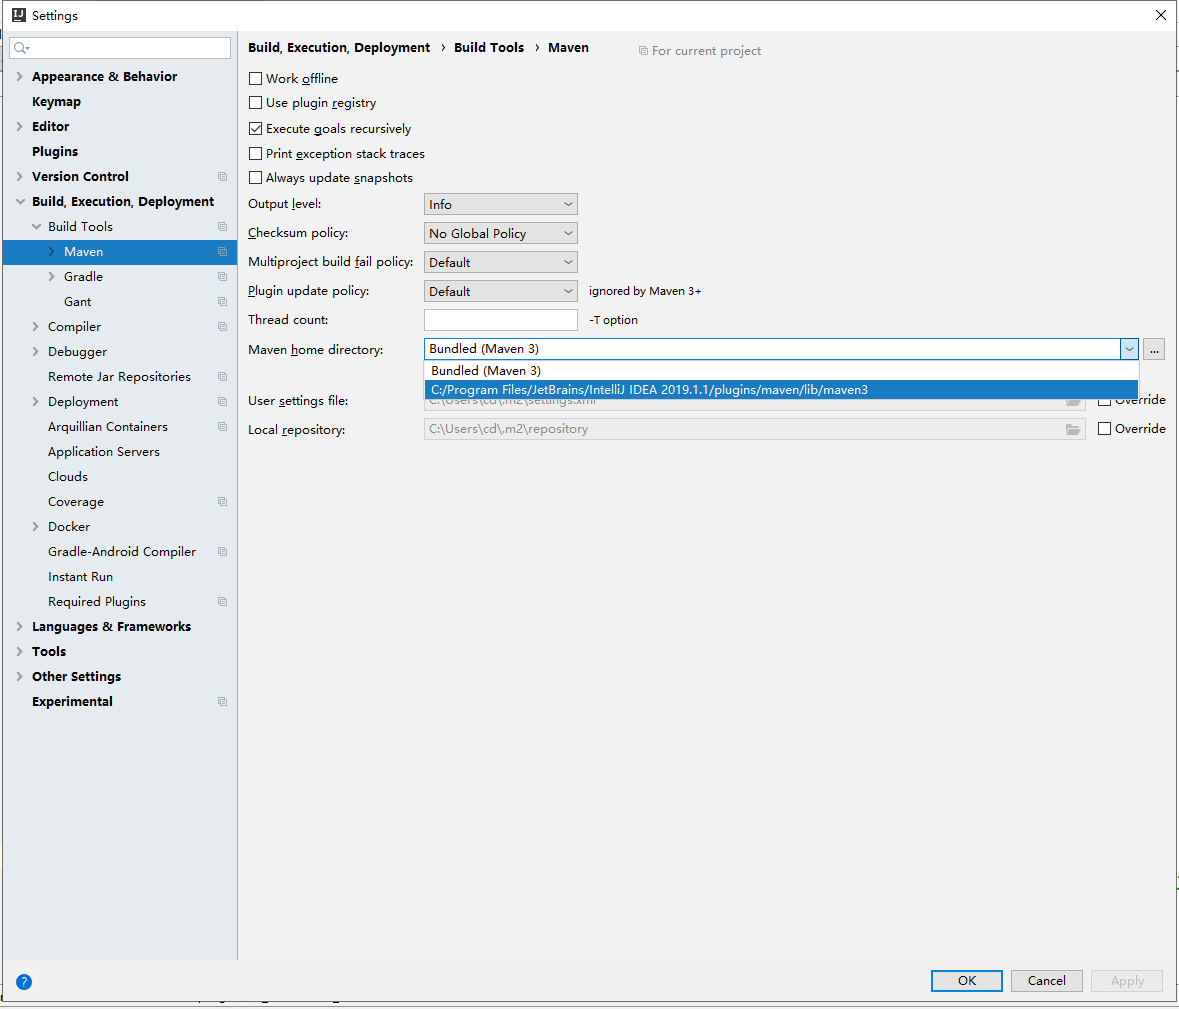 Settings
Build, Execution, Deployment › Build Tools › Maven
For current project
Appearance & Behavior
Keymap
Editor
Plugins
Version Control
Build, Execution, Deployment
Build Tools
Maven
Gradle
Gant
Compiler
Debugger
Remote Jar Repositories
Deployment
Arquillian Containers
Application Servers
Clouds
Coverage
Docker
Gradle-Android Compiler
Instant Run
Required Plugins
Languages & Frameworks
Tools
Other Settings
Experimental
Work offline
Use plugin registry
Execute goals recursively
Print exception stack traces
Always update snapshots
Output level: Info
Checksum policy: No Global Policy
Multiproject build fail policy: Default
Plugin update policy: Default ignored by Maven 3+
Thread count: -T option
Maven home directory: Bundled (Maven 3) ...
Bundled (Maven 3)
C:/Program Files/JetBrains/IntelliJ IDEA 2019.1.1/plugins/maven/lib/maven3
User settings file: C:\Users\cd\.m2\settings.xml Override
Local repository: C:\Users\cd\.m2\repository Override
? OK Cancel Apply